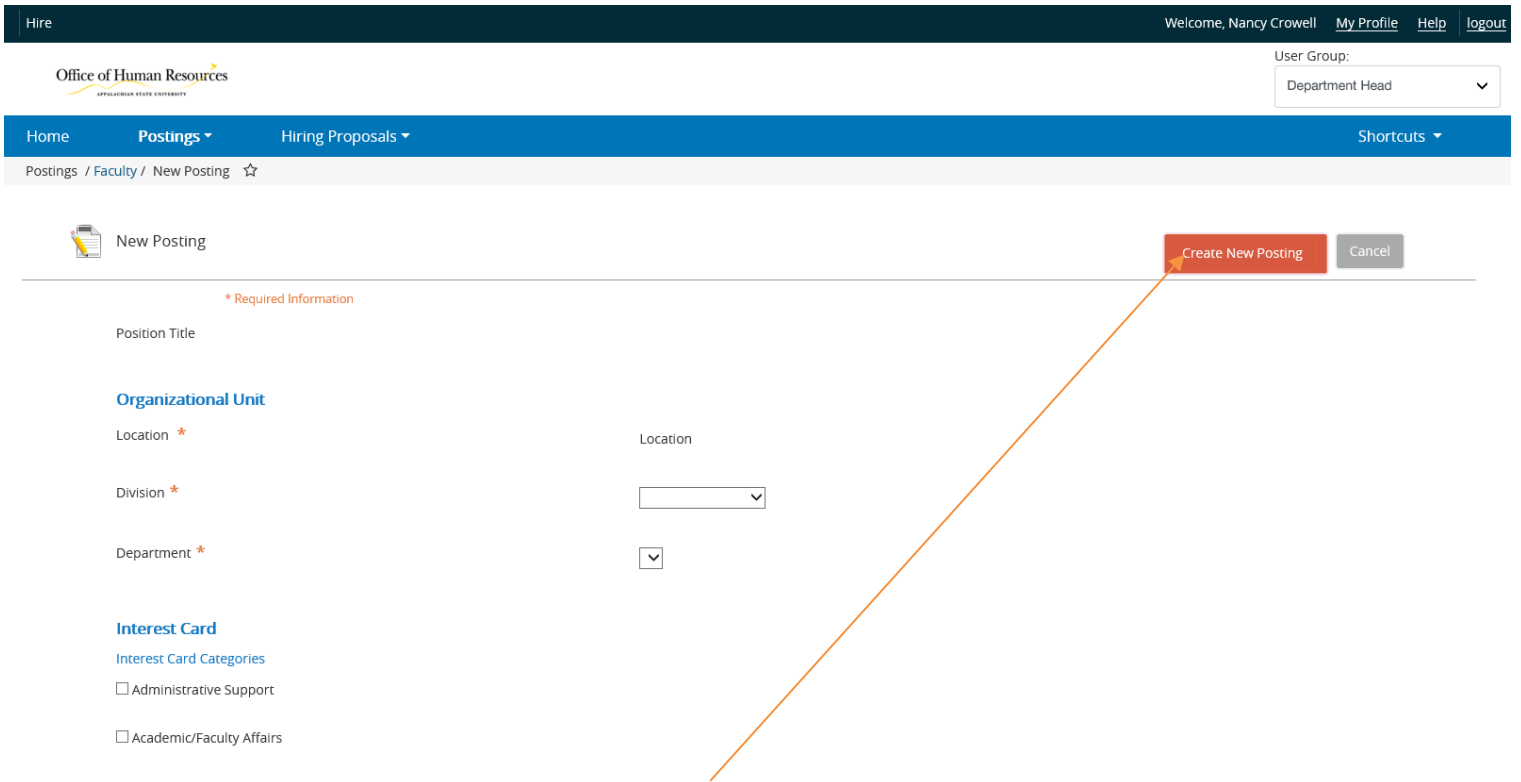 Hire Welcome, Nancy Crowell My Profile Help logout
User Group:
Office of Human Resources
APPALACHIAN STATE UNIVERSITY
Department Head
Home Postings Hiring Proposals Shortcuts
Postings / Faculty / New Posting
New Posting Create New Posting Cancel
* Required Information
Position Title
Organizational Unit
Location * Location
Division *
Department *
Interest Card
Interest Card Categories
Administrative Support
Academic/Faculty Affairs